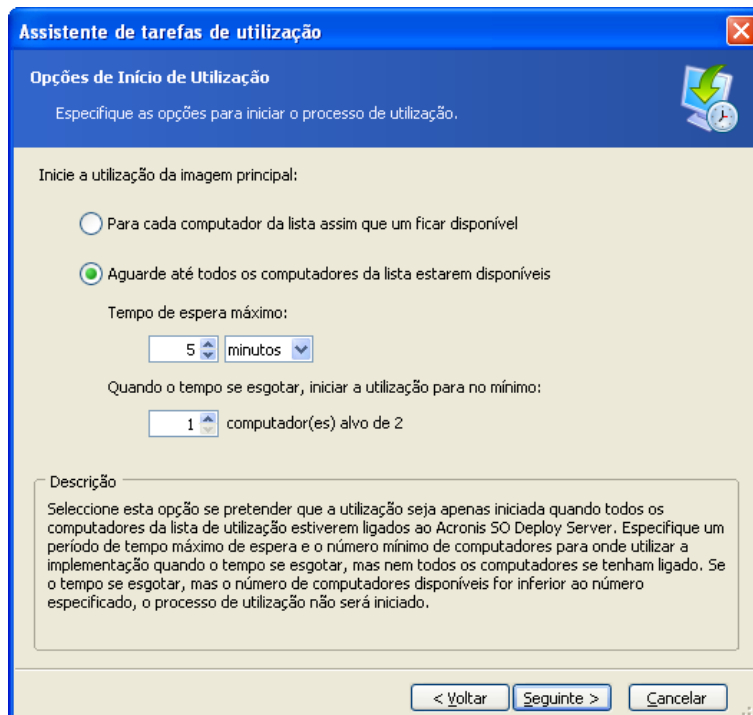 Assistente de tarefas de utilização
Opções de Início de Utilização
Especifique as opções para iniciar o processo de utilização.
Inicie a utilização da imagem principal:
Para cada computador da lista assim que um ficar disponível
Aguarde até todos os computadores da lista estarem disponíveis
Tempo de espera máximo:
5 minutos
Quando o tempo se esgotar, iniciar a utilização para no mínimo:
1 computador(es) alvo de 2
Descrição
Seleccione esta opção se pretender que a utilização seja apenas iniciada quando todos os
computadores da lista de utilização estiverem ligados ao Acronis SO Deploy Server. Especifique um
período de tempo máximo de espera e o número mínimo de computadores para onde utilizar a
implementação quando o tempo se esgotar, mas nem todos os computadores se tenham ligado. Se
o tempo se esgotar, mas o número de computadores disponíveis for inferior ao número
especificado, o processo de utilização não será iniciado.
< Voltar Seguinte > Cancelar